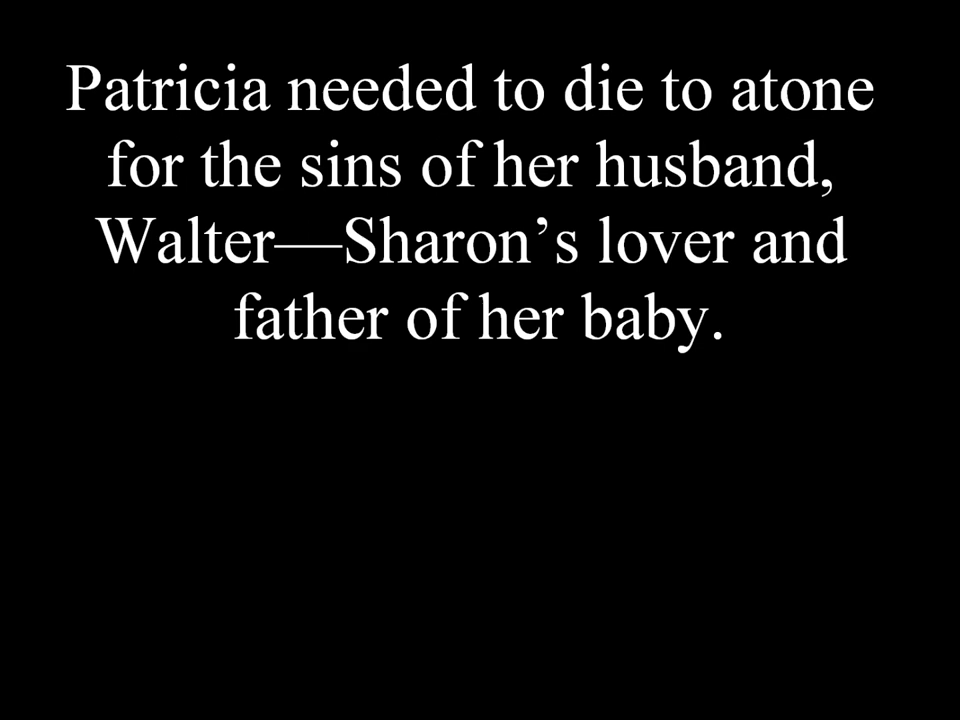 Patricia needed to die to atone
for the sins of her husband,
Walter—Sharon’s lover and
father of her baby.